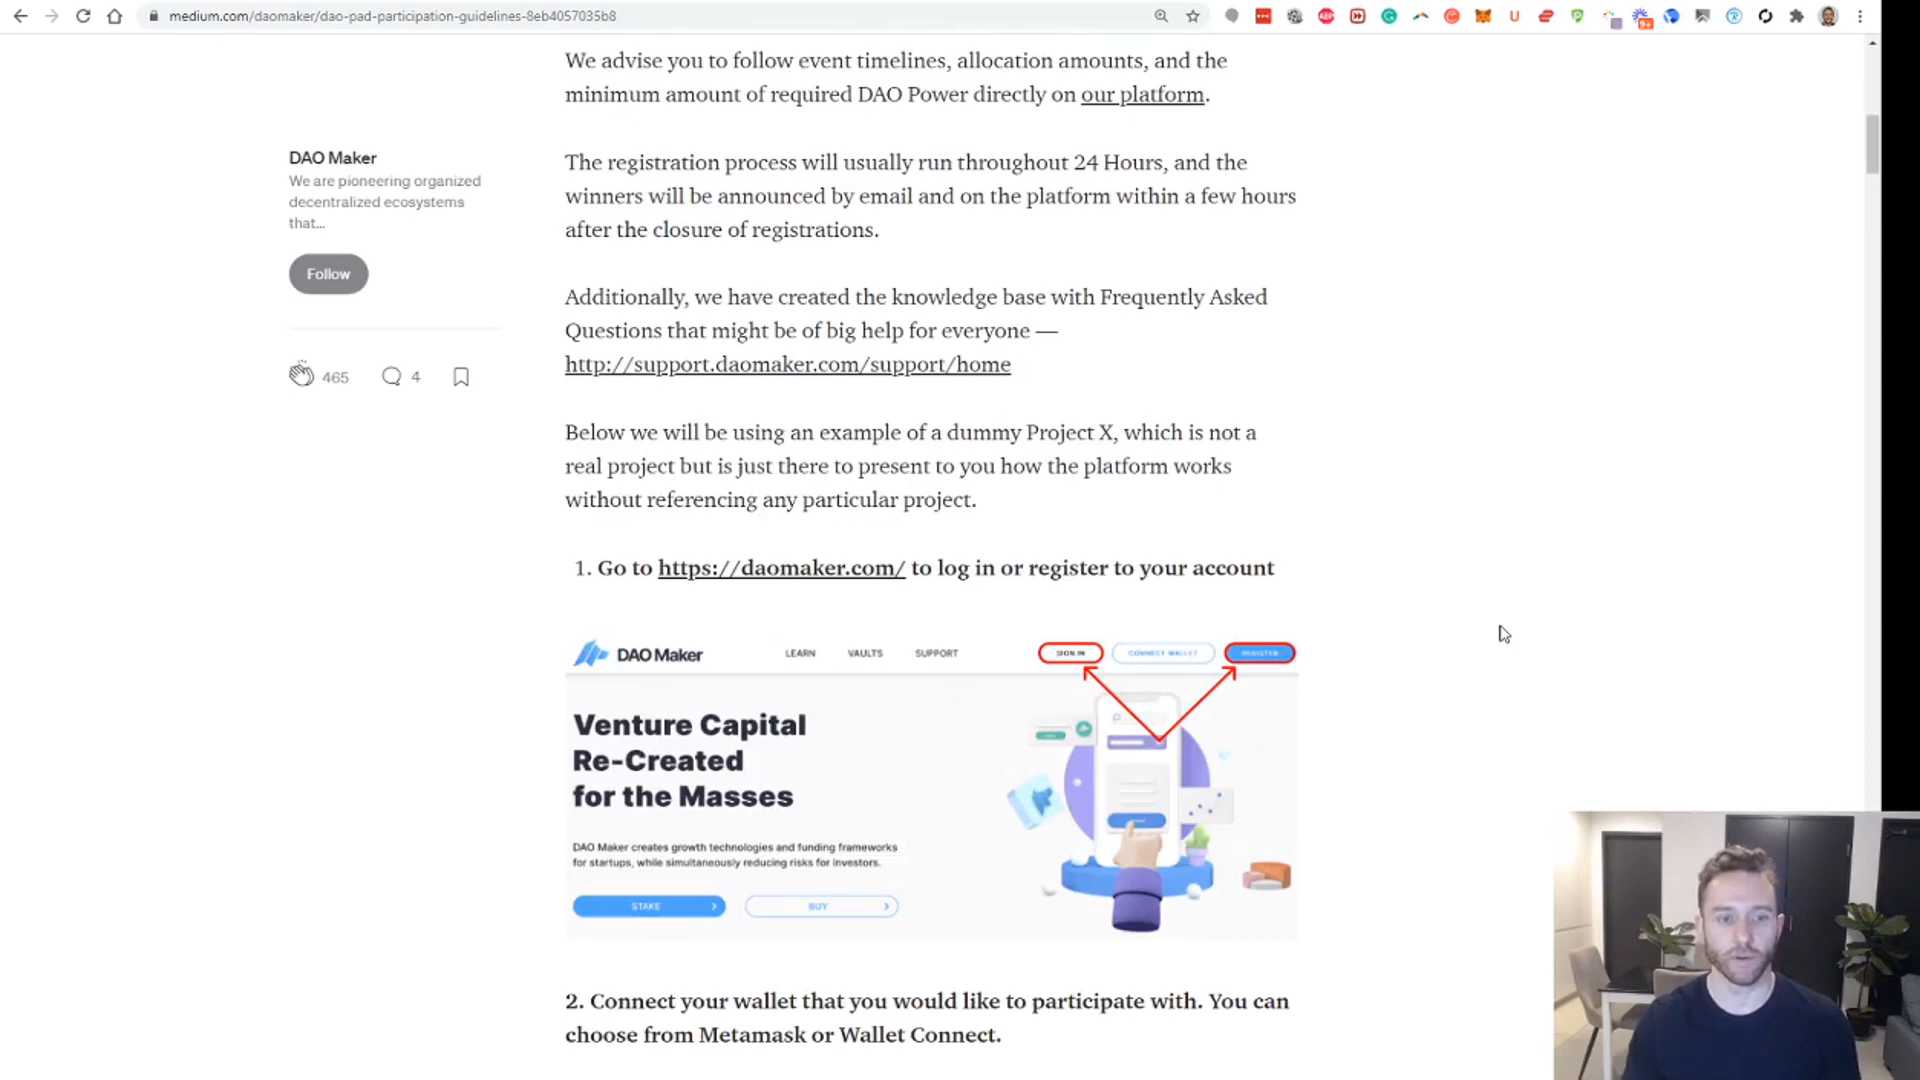 medium.com/daomaker/dao-pad-participation-guidelines-8eb4057035b8
We advise you to follow event timelines, allocation amounts, and the
minimum amount of required DAO Power directly on our platform.
DAO Maker
We are pioneering organized
decentralized ecosystems
that...
Follow
465
4
The registration process will usually run throughout 24 Hours, and the
winners will be announced by email and on the platform within a few hours
after the closure of registrations.
Additionally, we have created the knowledge base with Frequently Asked
Questions that might be of big help for everyone —
http://support.daomaker.com/support/home
Below we will be using an example of a dummy Project X, which is not a
real project but is just there to present to you how the platform works
without referencing any particular project.
1. Go to https://daomaker.com/ to log in or register to your account
DAO Maker LEARN VAULTS SUPPORT SIGN IN CONNECT WALLET REGISTER
Venture Capital
Re-Created
for the Masses
DAO Maker creates growth technologies and funding frameworks
for startups, while simultaneously reducing risks for investors.
STAKE BUY
2. Connect your wallet that you would like to participate with. You can
choose from Metamask or Wallet Connect.